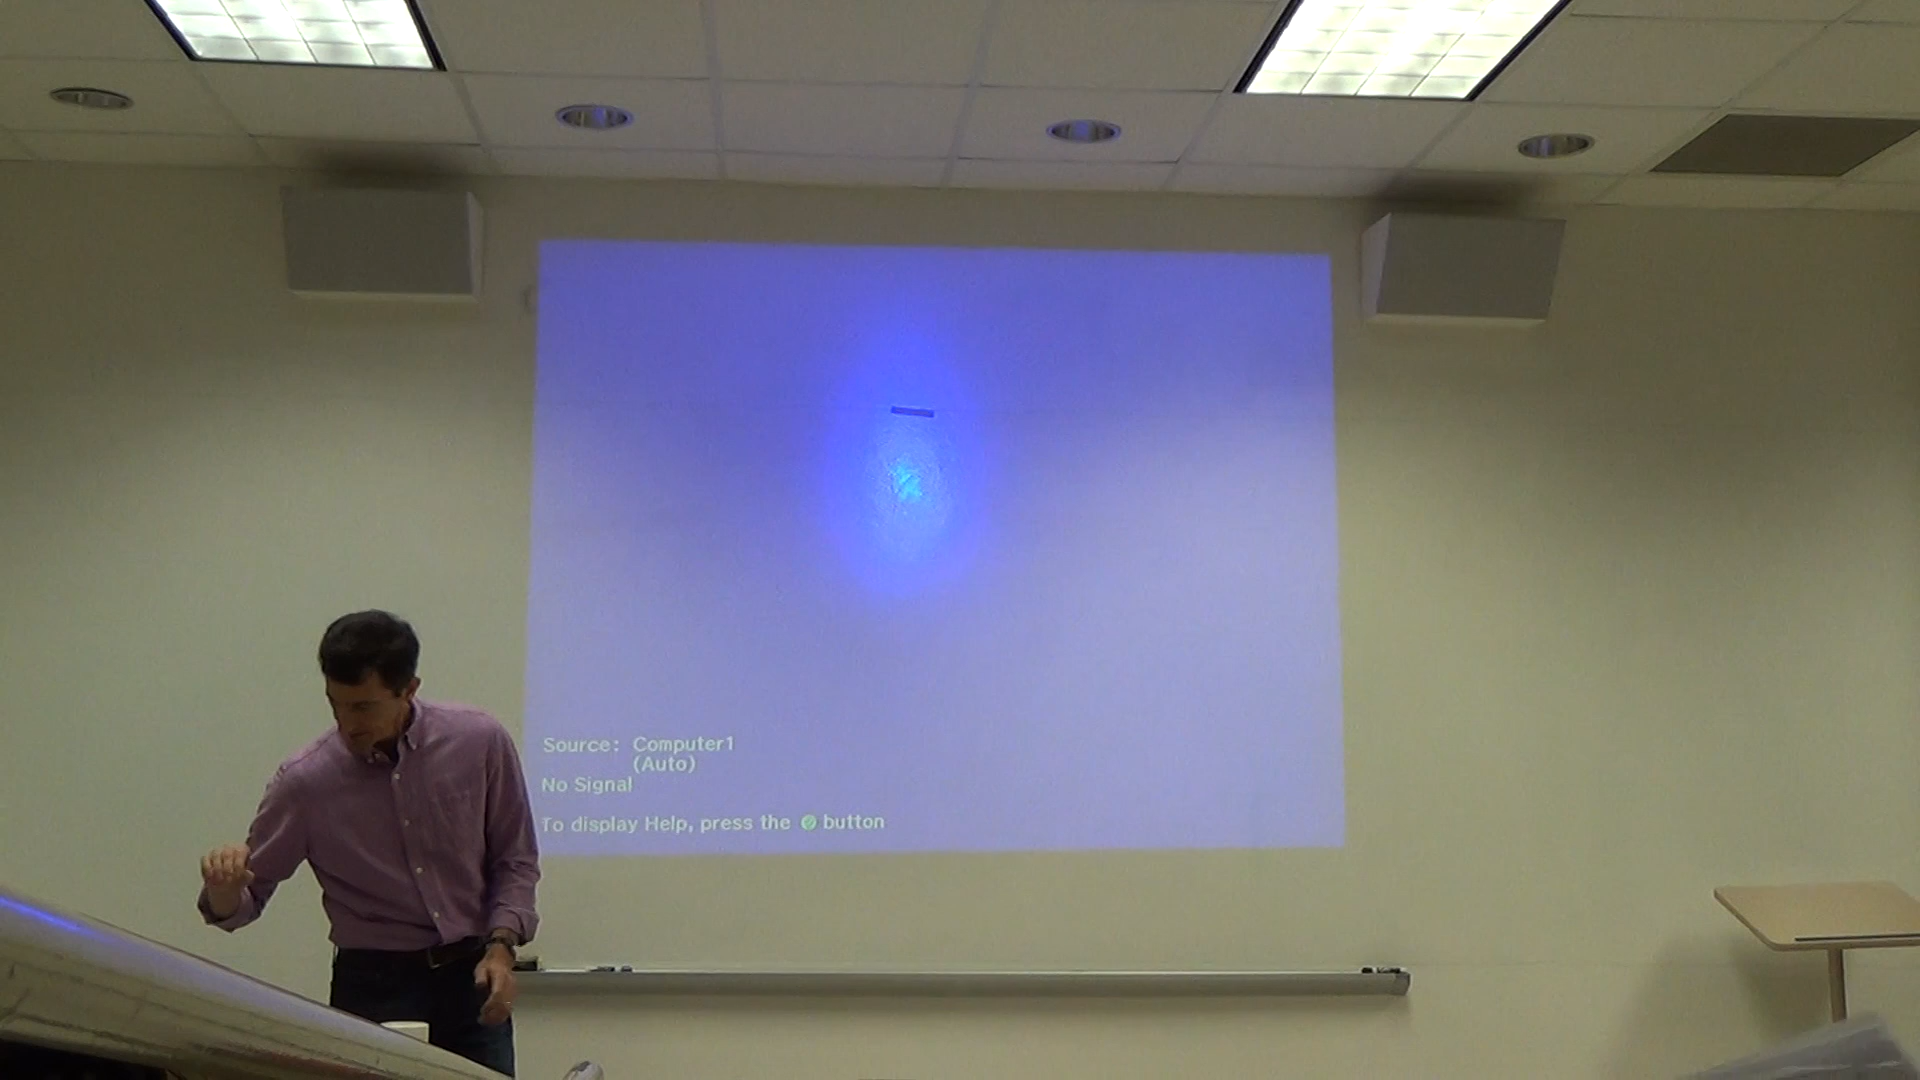 Source: Computer1
(Auto)
No Signal
To display Help, press the button